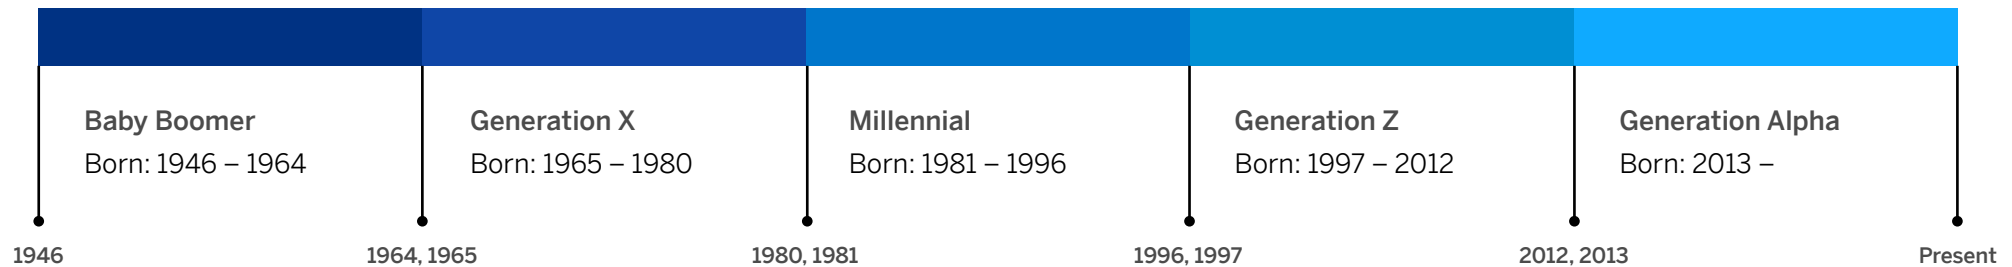 Baby Boomer
Born: 1946 – 1964
Generation X
Born: 1965 – 1980
Millennial
Born: 1981 – 1996
Generation Z
Born: 1997 – 2012
Generation Alpha
Born: 2013 –
1946
1964, 1965
1980, 1981
1996, 1997
2012, 2013
Present